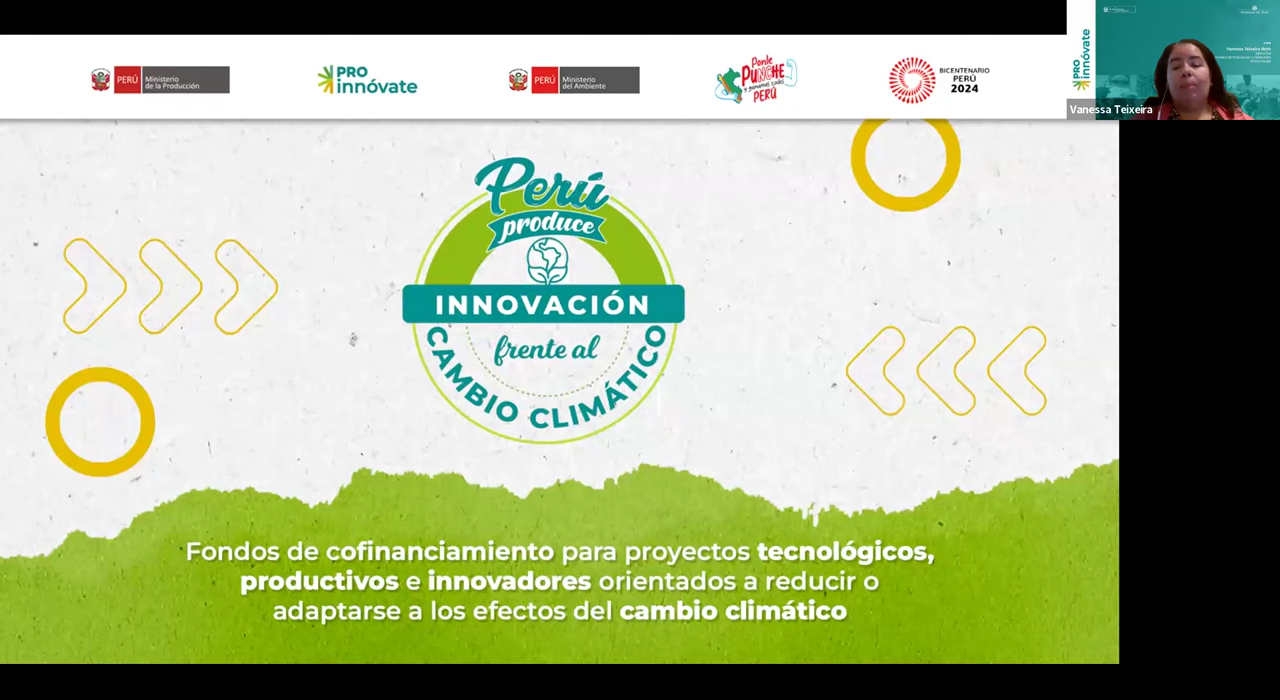 PERÚ
Ministerio
de la Producción
PRO
innóvate
PERÚ
Ministerio
del Ambiente
Ponle
PUNCHE
y ganamos todos
PERÚ
BICENTENARIO
PERÚ
2024
PRO
innóvate
Vanessa Teixeira
Perú
produce
INNOVACIÓN
frente al
CAMBIO CLIMÁTICO
Fondos de cofinanciamiento para proyectos tecnológicos,
productivos e innovadores orientados a reducir o
adaptarse a los efectos del cambio climático